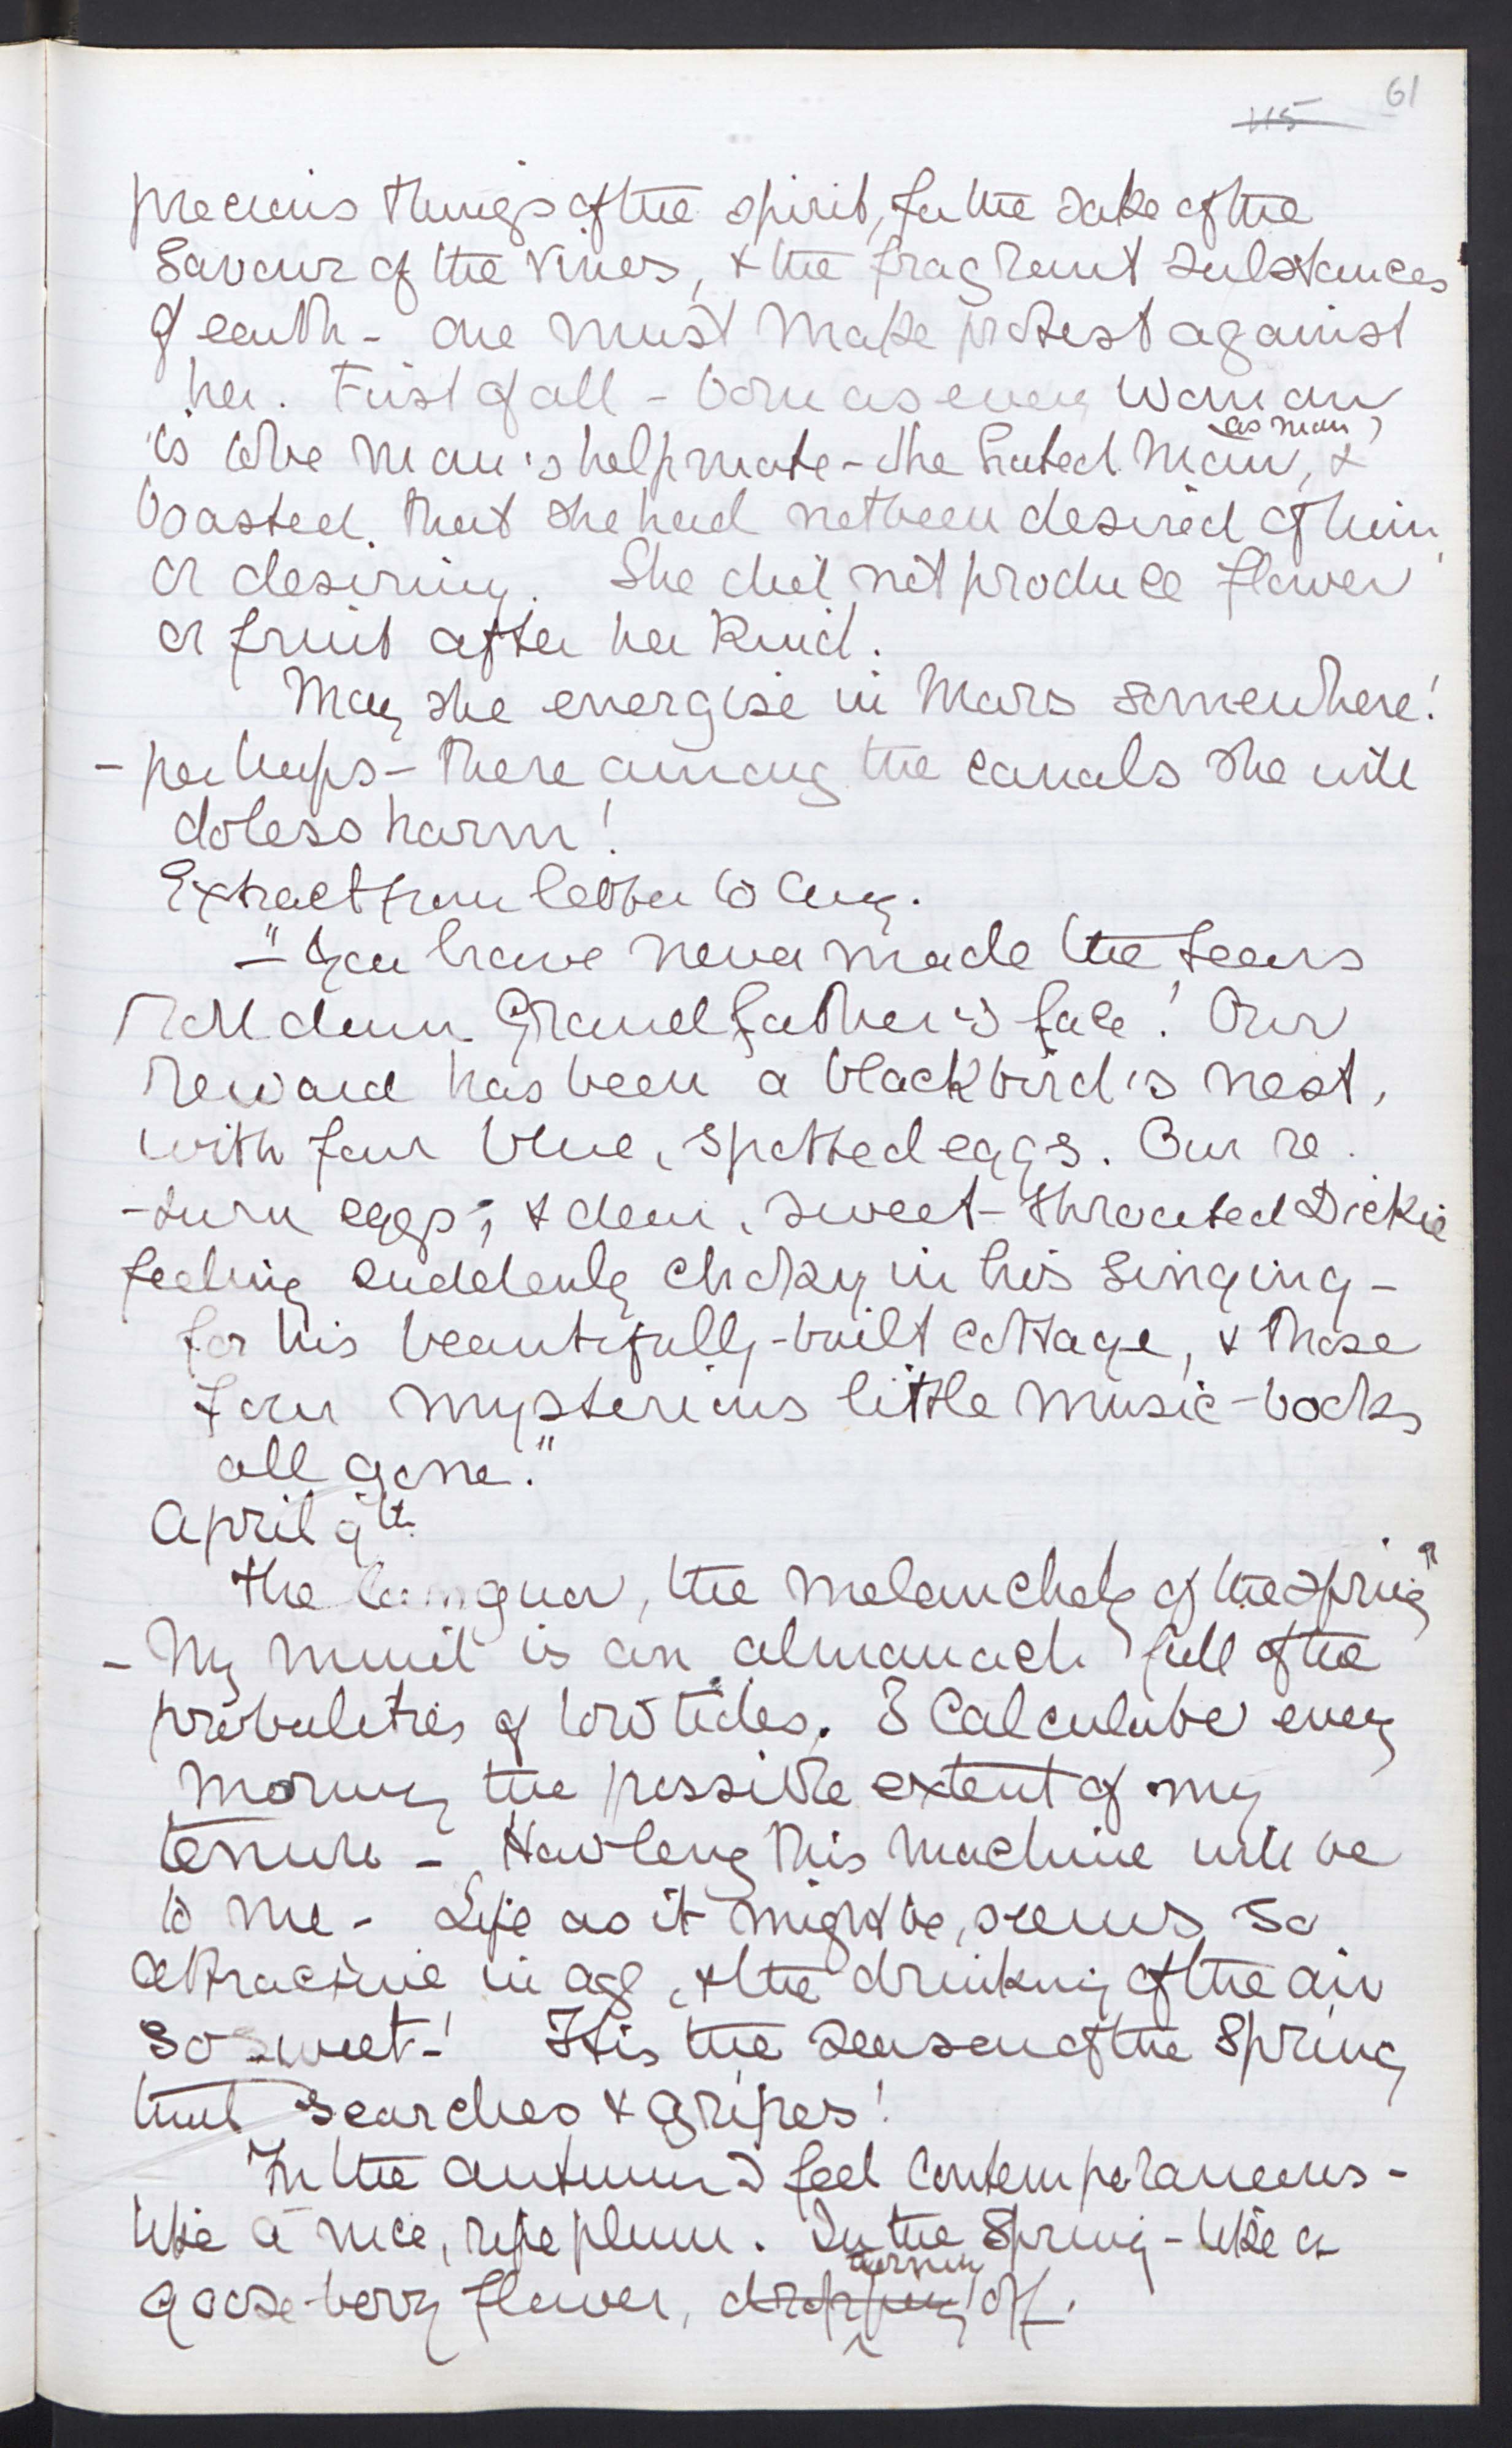 61
115
precious things of the spirit, for the sake of the
savour of the vines, & the fragrant substances
of earth - one must make protest against
her. First of all - born as every woman
is to be man's helpmate - she hated man, as man, &
boasted that she had not been desired of him,
or desiring. She did not produce flower
or fruit after her kind.
May she energise in Mars somewhere!
- perhaps - there among the canals she will
do less harm!
Extract from letter to Amy.
"- You have never made the tears
roll down Grandfather's face! Our
reward has been a blackbird's nest,
with four blue, spotted eggs. Our re-
-turn eggs; & dear, sweet-throated Dickie
feeling suddenly choky in his singing -
for his beautifully-built cottage, & those
four mysterious little music-books
all gone."
April 9th
The languor, the melancholy of the spring"
- My mind is an almanach full of the
probabilities of low tides. I calculate every
morning the possible extent of my
tenure - How long this machine will be
to me - Life as it might be, seems so
attractive in age, & the drinking of the air
so sweet-! It is the season of the Spring
that searches & gripes!
In the autumn I feel contemporaneous -
like a nice, ripe plum. In the Spring - like a
goose-berry flower, dropping turning off.